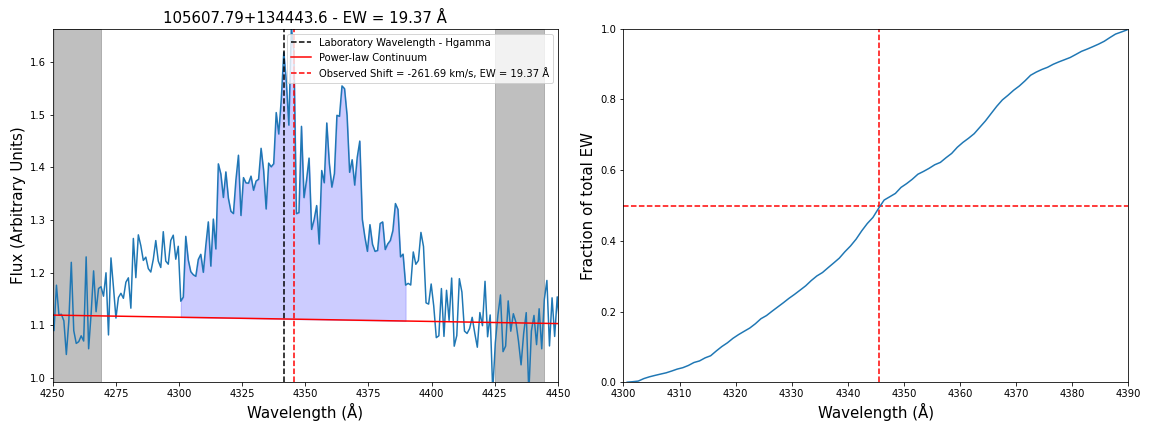 105607.79+134443.6 - EW = 19.37 Å
Laboratory Wavelength - Hgamma
Power-law Continuum
Observed Shift = -261.69 km/s, EW = 19.37 Å
Flux (Arbitrary Units)
1.6
1.5
1.4
1.3
1.2
1.1
1.0
4250 4275 4300 4325 4350 4375 4400 4425 4450
Wavelength (Å)
Fraction of total EW
1.0
0.8
0.6
0.4
0.2
0.0
4300 4310 4320 4330 4340 4350 4360 4370 4380 4390
Wavelength (Å)